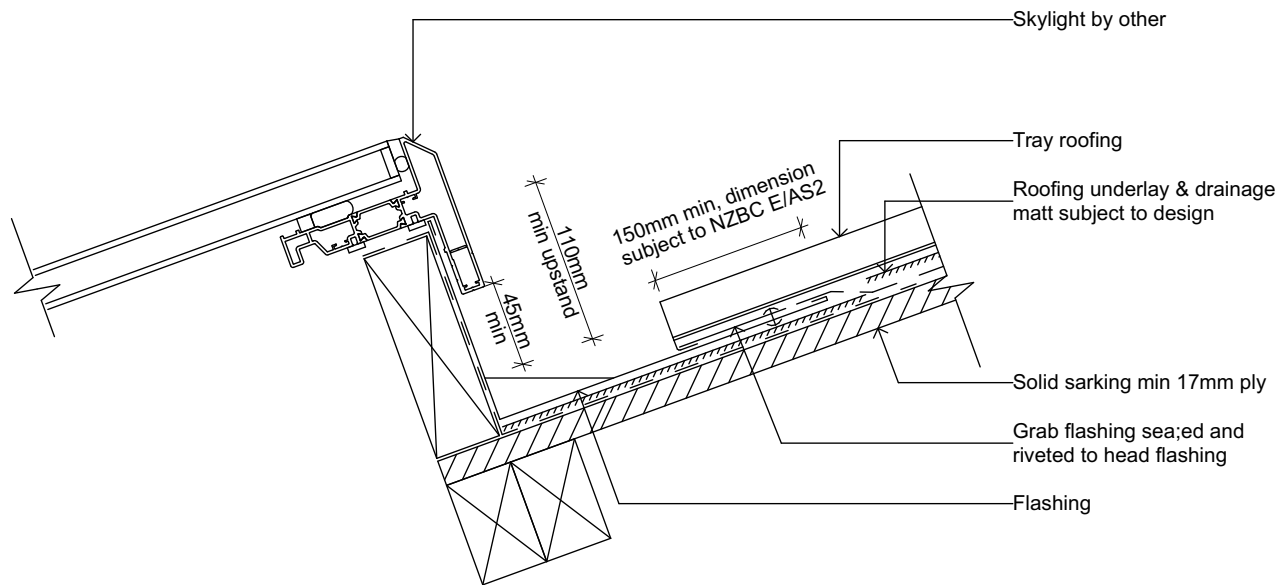 Skylight by other
Tray roofing
Roofing underlay & drainage
matt subject to design
150mm min, dimension
subject to NZBC E/AS2
110mm
min upstand
45mm
min
Solid sarking min 17mm ply
Grab flashing sea;ed and
riveted to head flashing
Flashing